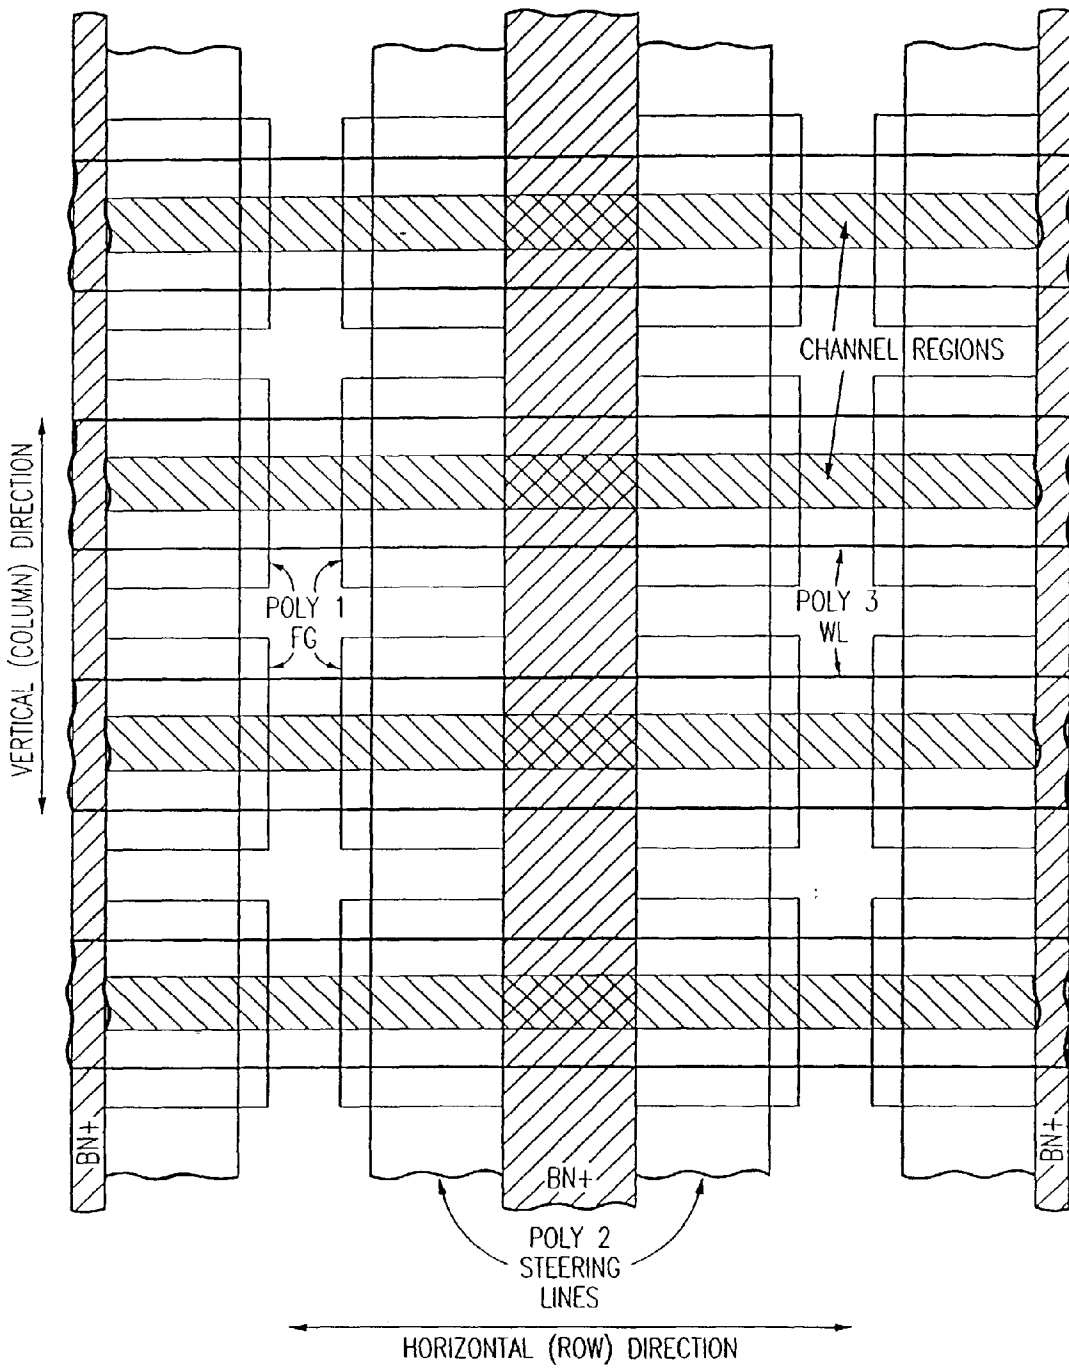 CHANNEL REGIONS
VERTICAL (COLUMN) DIRECTION
POLY 1
FG
POLY 3
WL
BN+
BN+
BN+
POLY 2
STEERING
LINES
HORIZONTAL (ROW) DIRECTION